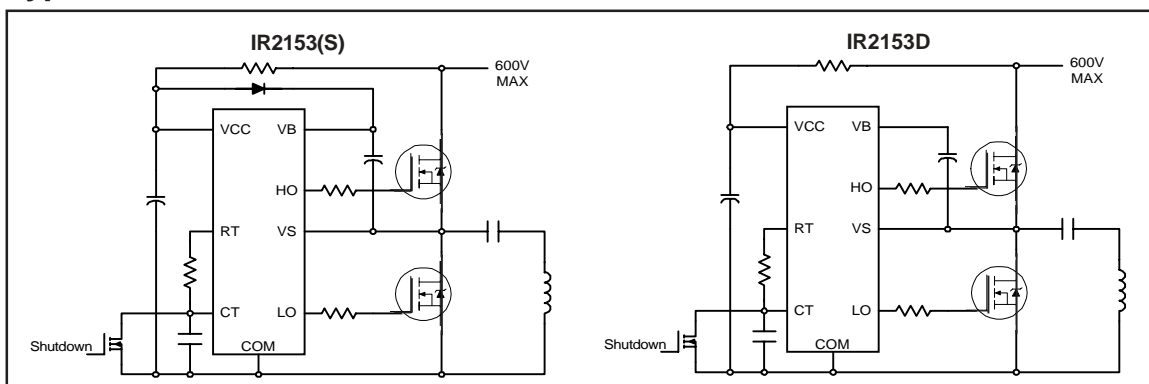 IR2153(S)
600V
MAX
VCC
VB
HO
RT
VS
CT
LO
COM
Shutdown
IR2153D
600V
MAX
VCC
VB
HO
RT
VS
CT
LO
COM
Shutdown